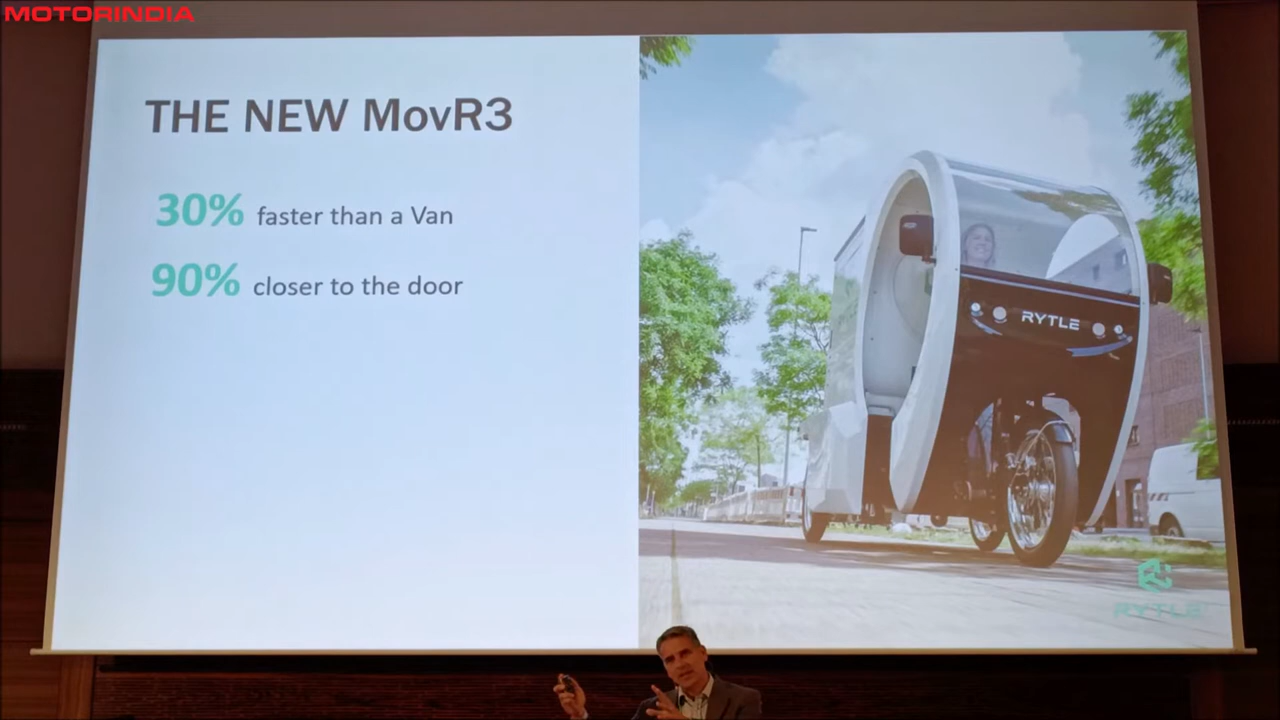 MOTORINDIA
THE NEW MovR3
30% faster than a Van
90% closer to the door
RYTLE
RYTLE